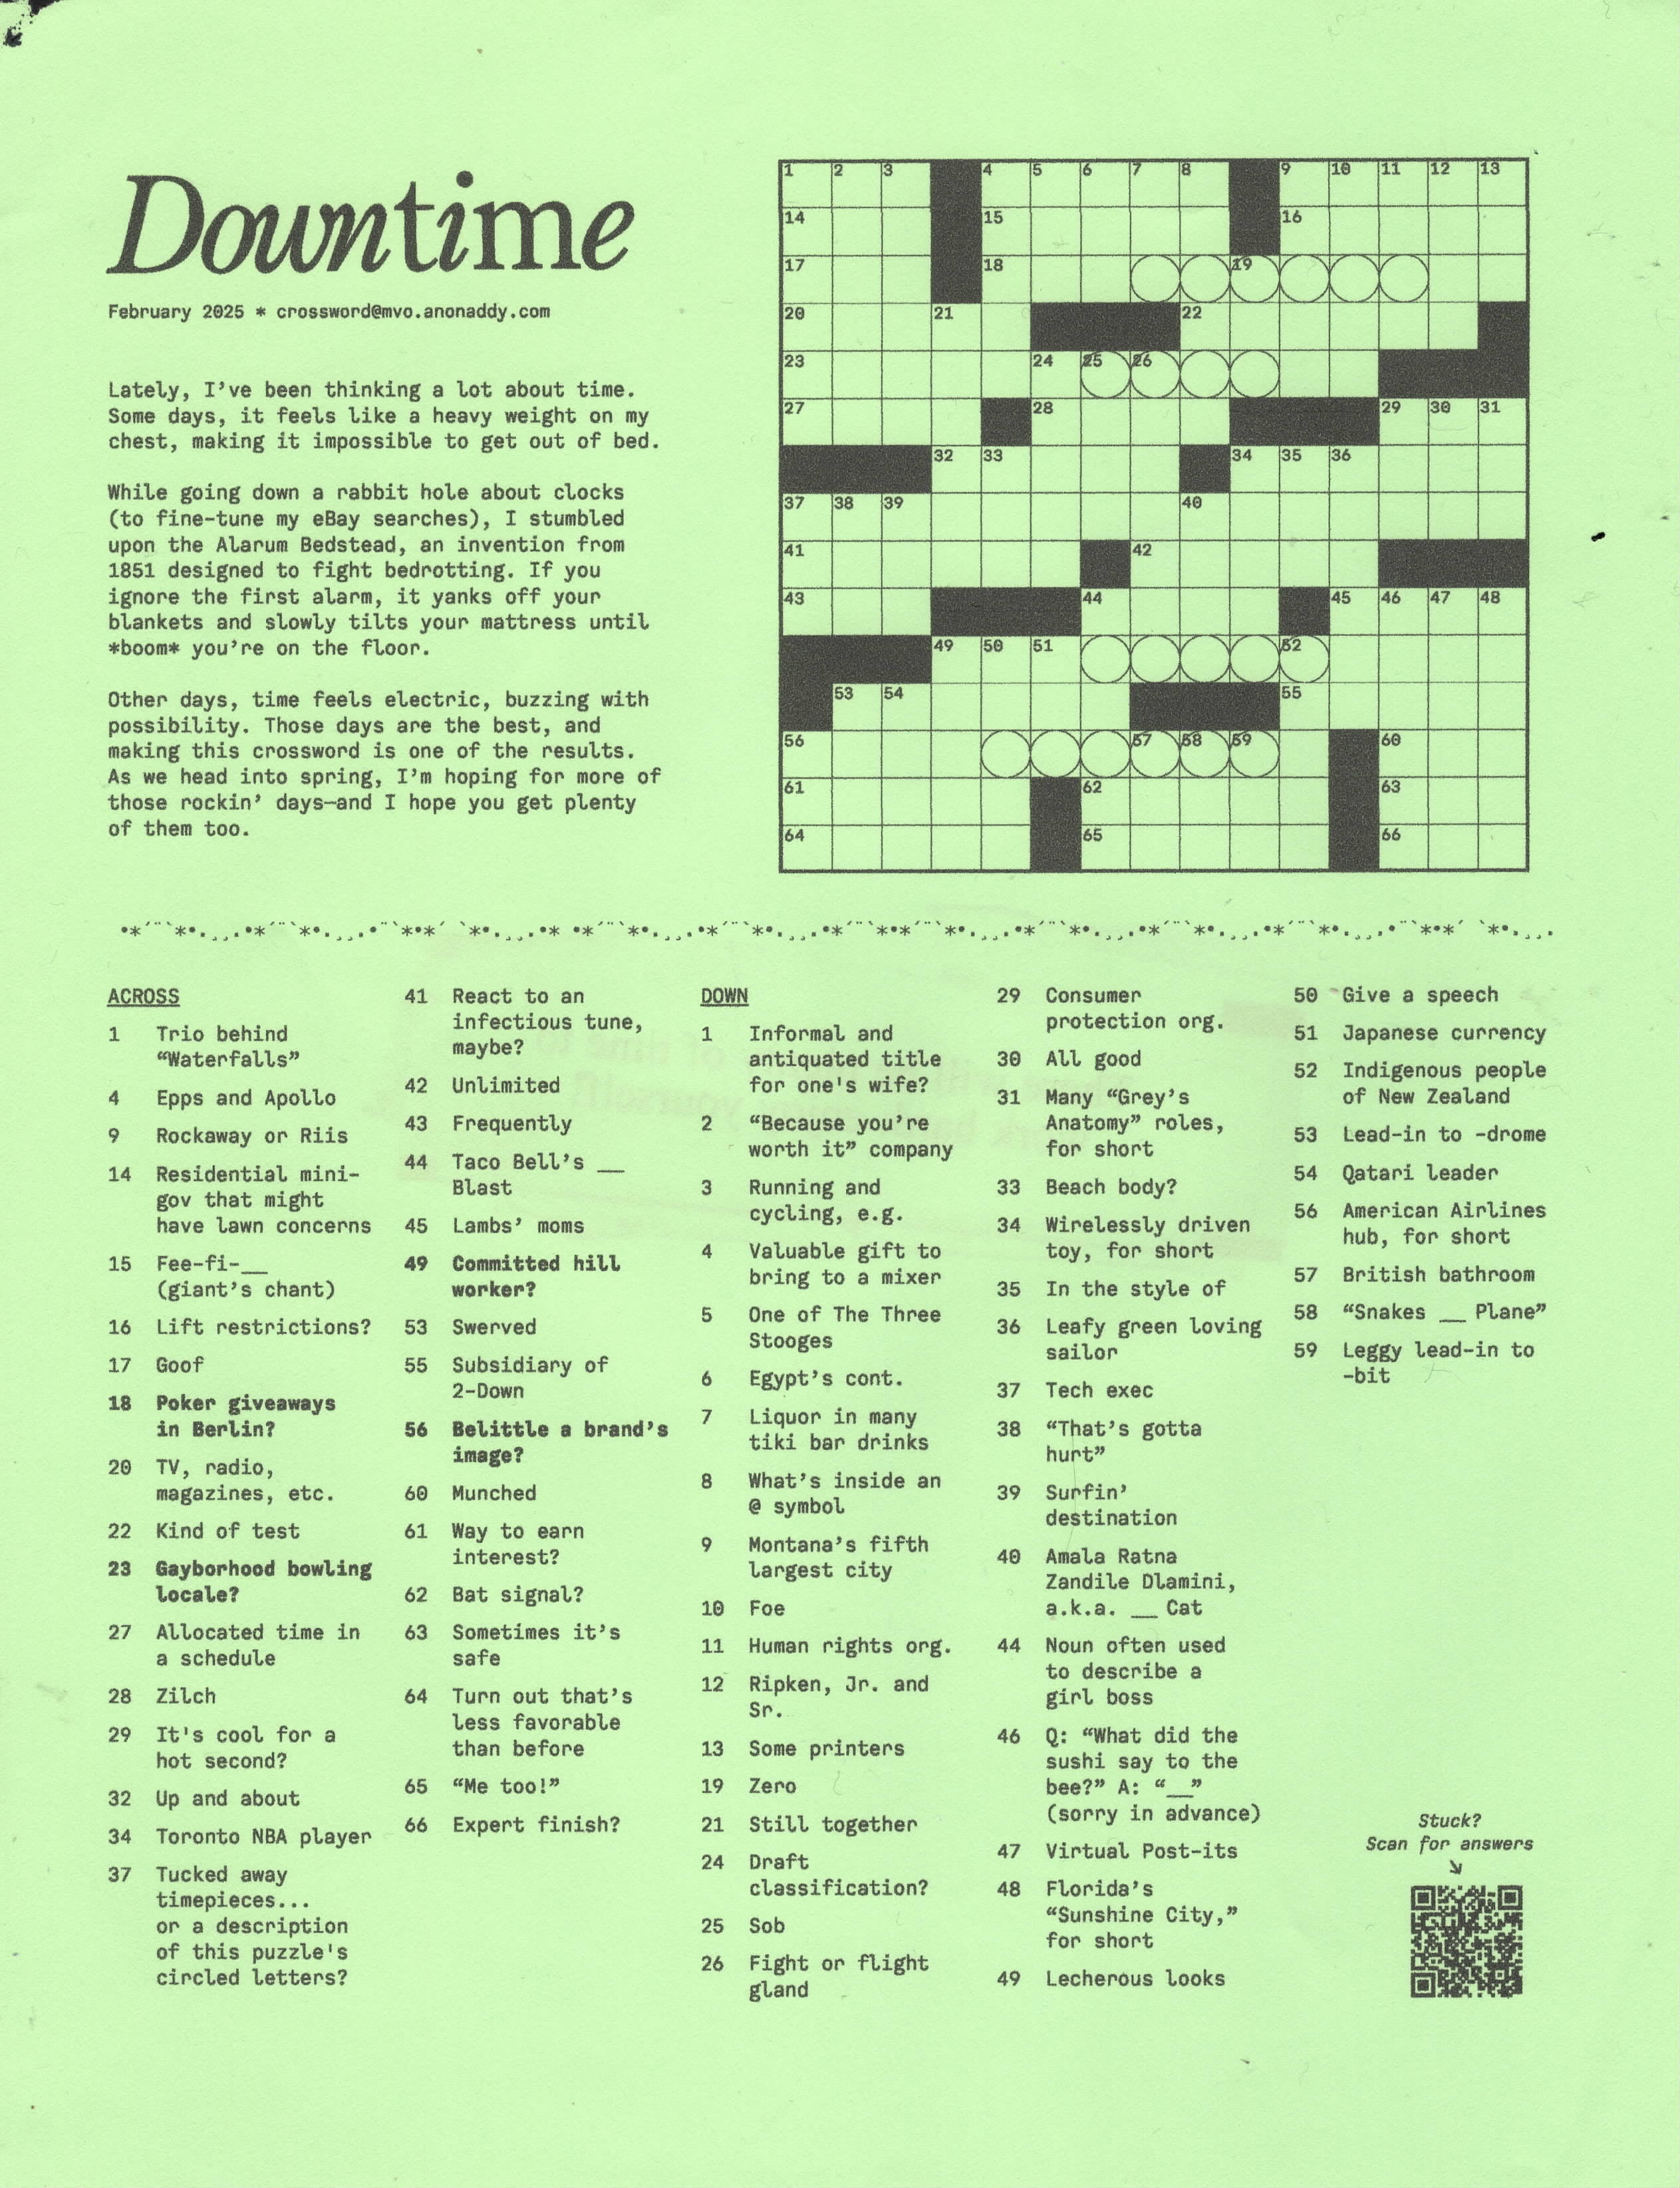 Downtime
February 2025 * crossword@mvo.anonaddy.com
Lately, I’ve been thinking a lot about time.
Some days, it feels like a heavy weight on my
chest, making it impossible to get out of bed.
While going down a rabbit hole about clocks
(to fine-tune my eBay searches), I stumbled
upon the Alarum Bedstead, an invention from
1851 designed to fight bedrotting. If you
ignore the first alarm, it yanks off your
blankets and slowly tilts your mattress until
*boom* you’re on the floor.
Other days, time feels electric, buzzing with
possibility. Those days are the best, and
making this crossword is one of the results.
As we head into spring, I’m hoping for more of
those rockin’ days—and I hope you get plenty
of them too.
1 2 3 4 5 6 7 8 9 10 11 12 13
14 15 16
17 18 19
20 21 22
23 24 25 26
27 28 29 30 31
32 33 34 35 36
37 38 39 40
41 42
43 44 45 46 47 48
49 50 51 52
53 54 55
56 57 58 59 60
61 62 63
64 65 66
ACROSS
1 Trio behind
“Waterfalls”
4 Epps and Apollo
9 Rockaway or Riis
14 Residential mini-
gov that might
have lawn concerns
15 Fee-fi-__
(giant’s chant)
16 Lift restrictions?
17 Goof
18 Poker giveaways
in Berlin?
20 TV, radio,
magazines, etc.
22 Kind of test
23 Gayborhood bowling
locale?
27 Allocated time in
a schedule
28 Zilch
29 It's cool for a
hot second?
32 Up and about
34 Toronto NBA player
37 Tucked away
timepieces...
or a description
of this puzzle's
circled letters?
41 React to an
infectious tune,
maybe?
42 Unlimited
43 Frequently
44 Taco Bell’s __
Blast
45 Lambs’ moms
49 Committed hill
worker?
53 Swerved
55 Subsidiary of
2-Down
56 Belittle a brand’s
image?
60 Munched
61 Way to earn
interest?
62 Bat signal?
63 Sometimes it’s
safe
64 Turn out that’s
less favorable
than before
65 “Me too!”
66 Expert finish?
DOWN
1 Informal and
antiquated title
for one's wife?
2 “Because you’re
worth it” company
3 Running and
cycling, e.g.
4 Valuable gift to
bring to a mixer
5 One of The Three
Stooges
6 Egypt’s cont.
7 Liquor in many
tiki bar drinks
8 What’s inside an
@ symbol
9 Montana’s fifth
largest city
10 Foe
11 Human rights org.
12 Ripken, Jr. and
Sr.
13 Some printers
19 Zero
21 Still together
24 Draft
classification?
25 Sob
26 Fight or flight
gland
29 Consumer
protection org.
30 All good
31 Many “Grey’s
Anatomy” roles,
for short
33 Beach body?
34 Wirelessly driven
toy, for short
35 In the style of
36 Leafy green loving
sailor
37 Tech exec
38 “That’s gotta
hurt”
39 Surfin’
destination
40 Amala Ratna
Zandile Dlamini,
a.k.a. __ Cat
44 Noun often used
to describe a
girl boss
46 Q: “What did the
sushi say to the
bee?” A: “__”
(sorry in advance)
47 Virtual Post-its
48 Florida’s
“Sunshine City,”
for short
49 Lecherous looks
50 Give a speech
51 Japanese currency
52 Indigenous people
of New Zealand
53 Lead-in to -drome
54 Qatari leader
56 American Airlines
hub, for short
57 British bathroom
58 “Snakes __ Plane”
59 Leggy lead-in to
-bit
Stuck?
Scan for answers